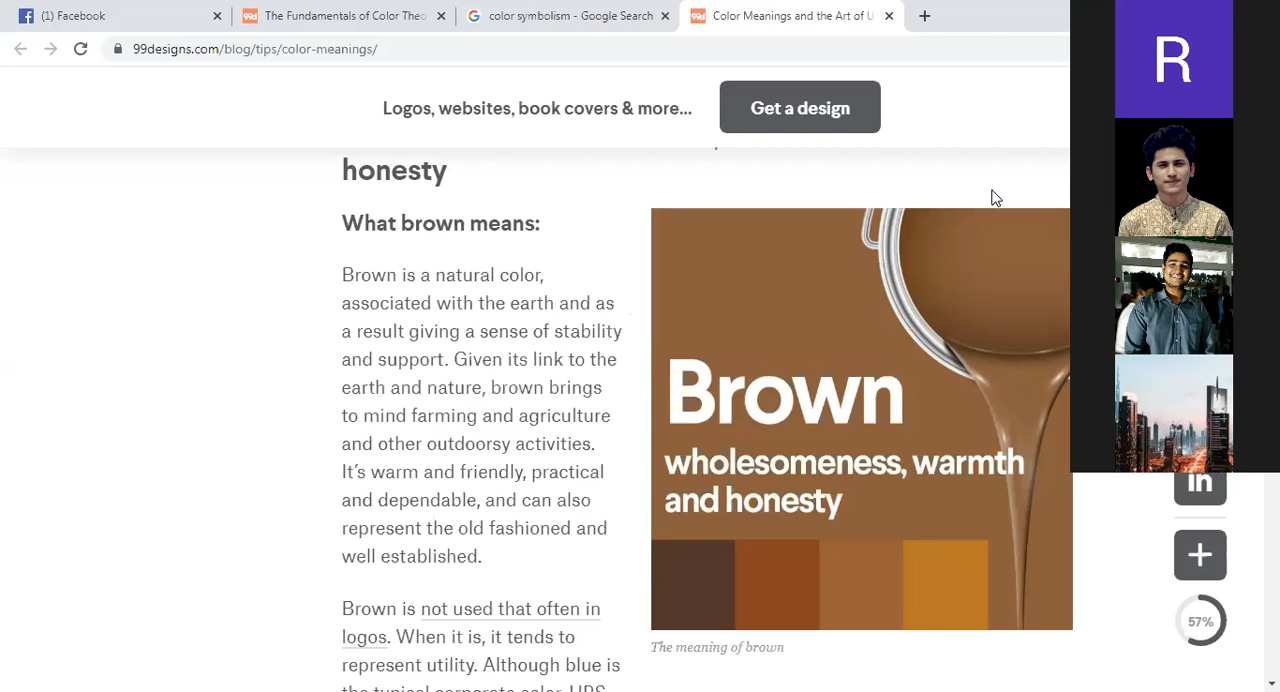 (1) Facebook
The Fundamentals of Color Theo
color symbolism - Google Search
Color Meanings and the Art of U
99designs.com/blog/tips/color-meanings/
Logos, websites, book covers & more...
Get a design
R
honesty
What brown means:
Brown is a natural color,
associated with the earth and as
a result giving a sense of stability
and support. Given its link to the
earth and nature, brown brings
to mind farming and agriculture
and other outdoorsy activities.
It's warm and friendly, practical
and dependable, and can also
represent the old fashioned and
well established.
Brown is not used that often in
logos. When it is, it tends to
represent utility. Although blue is
the typical corporate color, UPS
Brown
wholesomeness, warmth
and honesty
The meaning of brown
in
57%